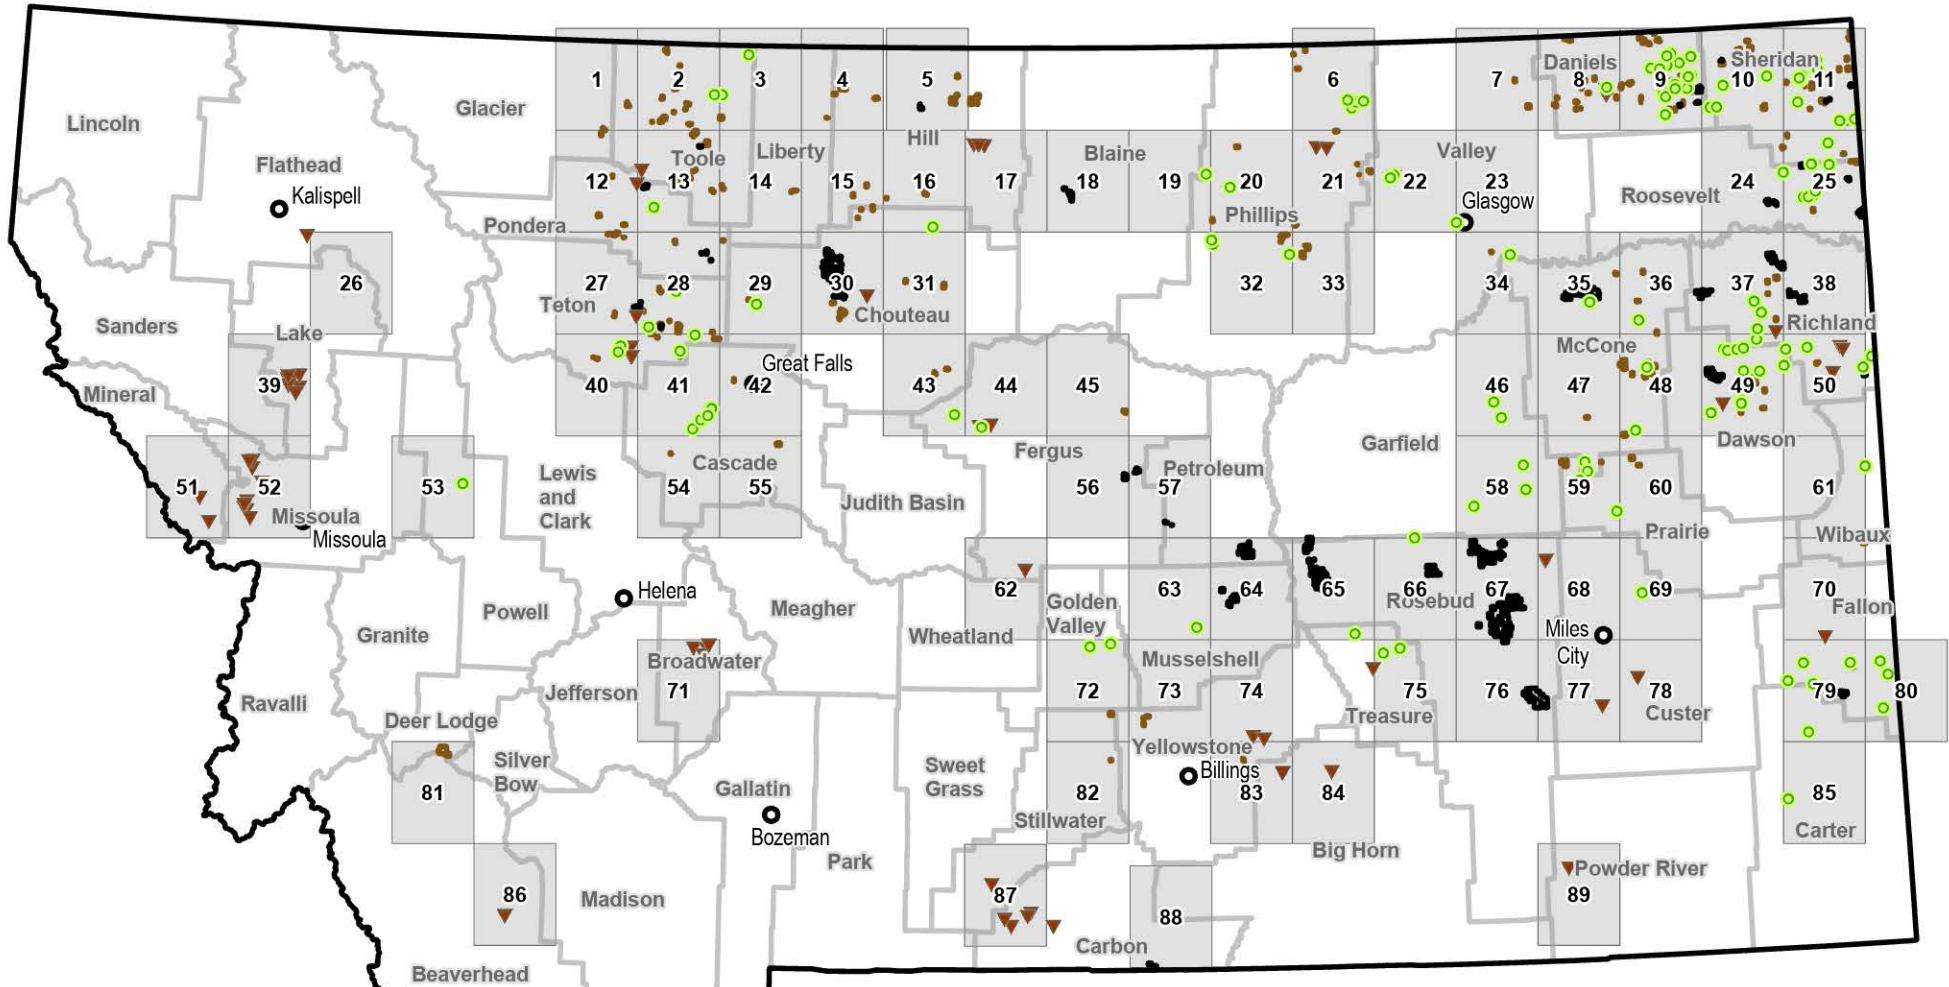 Daniels
Sheridan
1
2
3
4
5
6
7
8
9
10
11
Glacier
Lincoln
Hill
Toole
Liberty
Blaine
Valley
Flathead
Kalispell
12
13
14
15
16
17
18
19
20
21
22
23
24
25
Roosevelt
Glasgow
Phillips
Pondera
26
27
28
29
30
31
32
33
34
35
36
37
38
Teton
Chouteau
Sanders
Lake
Richland
McCone
Great Falls
39
40
41
42
43
44
45
46
47
48
49
50
Mineral
Dawson
Garfield
Fergus
Cascade
Petroleum
51
52
53
Lewis
and
Clark
54
55
56
57
58
59
60
61
Judith Basin
Missoula
Missoula
Prairie
Wibaux
Helena
62
63
64
65
66
67
68
69
70
Golden
Valley
Rosebud
Fallon
Powell
Meagher
Granite
Wheatland
Miles
City
Broadwater
Musselshell
71
72
73
74
75
76
77
78
79
80
Jefferson
Ravalli
Deer Lodge
Treasure
Custer
Yellowstone
Billings
Silver
Bow
Sweet
Grass
Gallatin
81
82
83
84
85
Stillwater
Carter
Bozeman
Big Horn
Park
Powder River
86
87
88
89
Madison
Carbon
Beaverhead